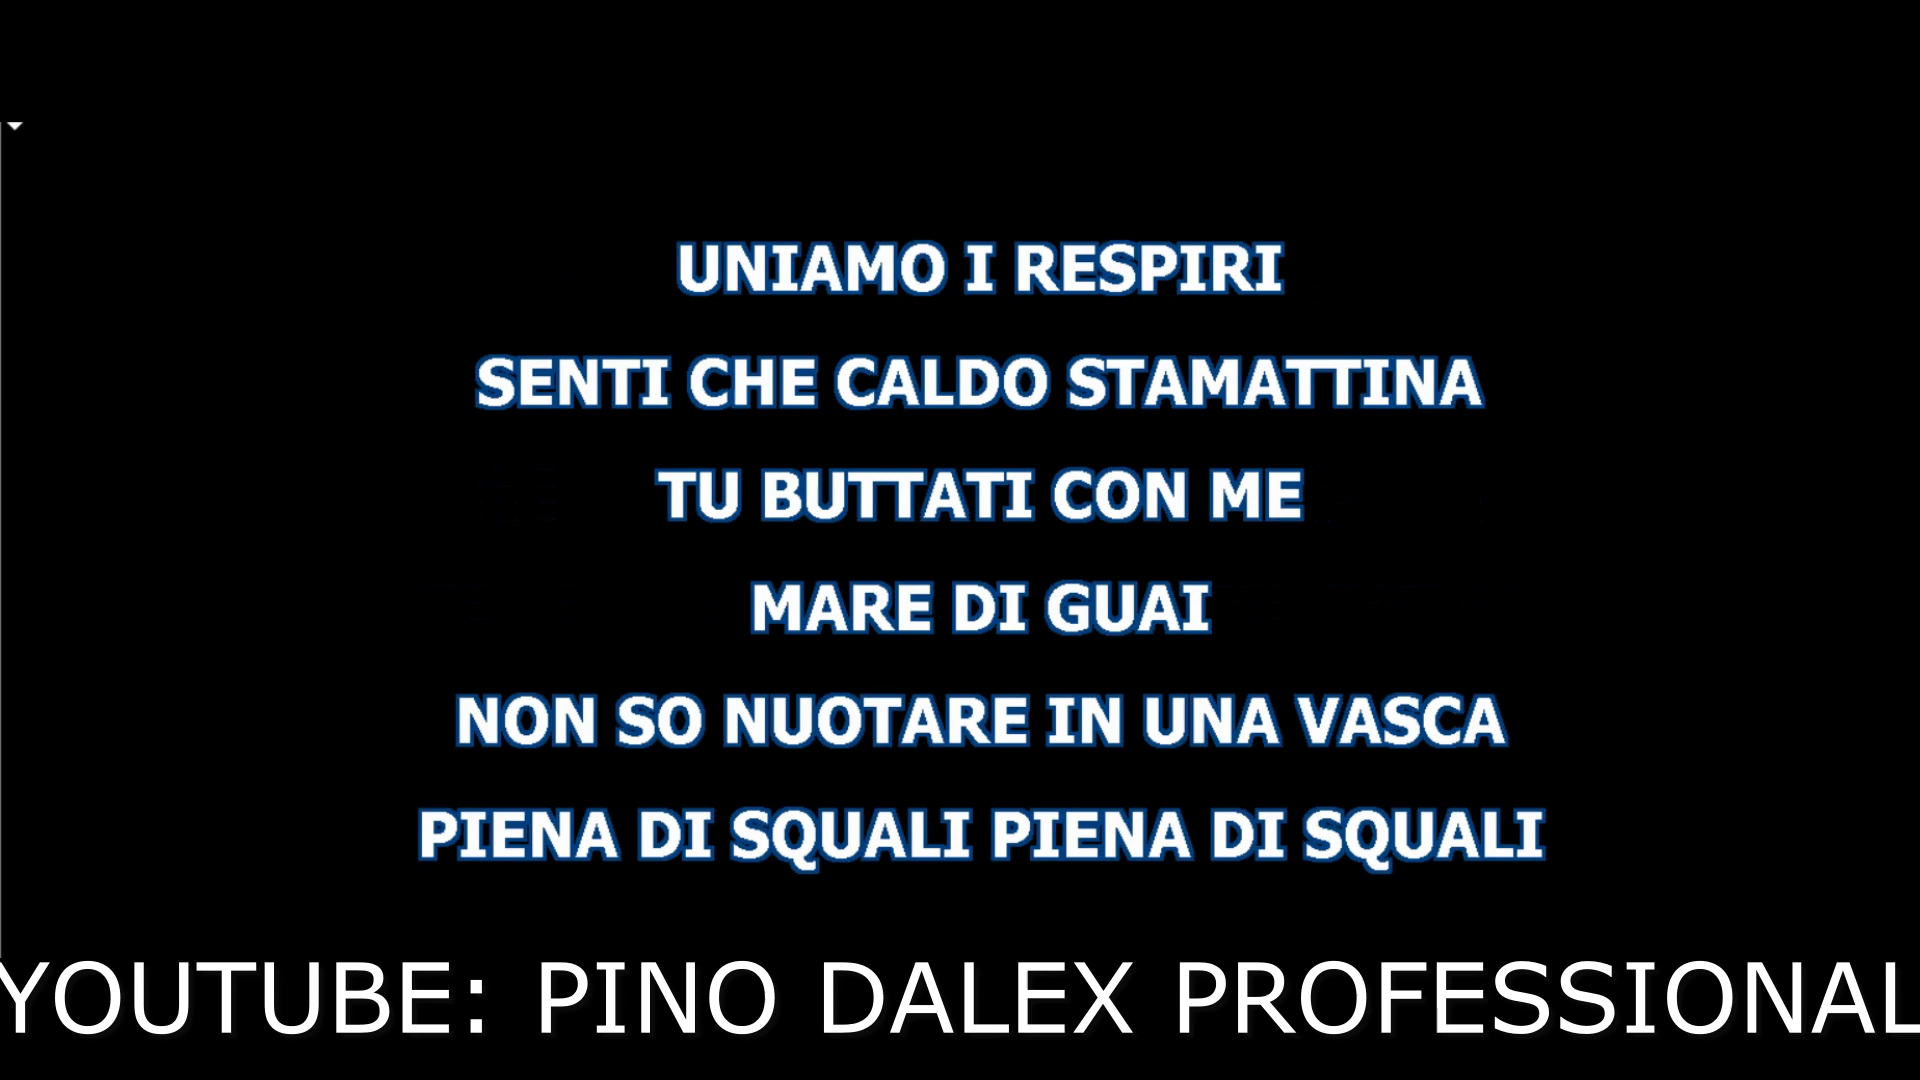 UNIAMO I RESPIRI
SENTI CHE CALDO STAMATTINA
TU BUTTATI CON ME
MARE DI GUAI
NON SO NUOTARE IN UNA VASCA
PIENA DI SQUALI PIENA DI SQUALI
YOUTUBE: PINO DALEX PROFESSIONAL